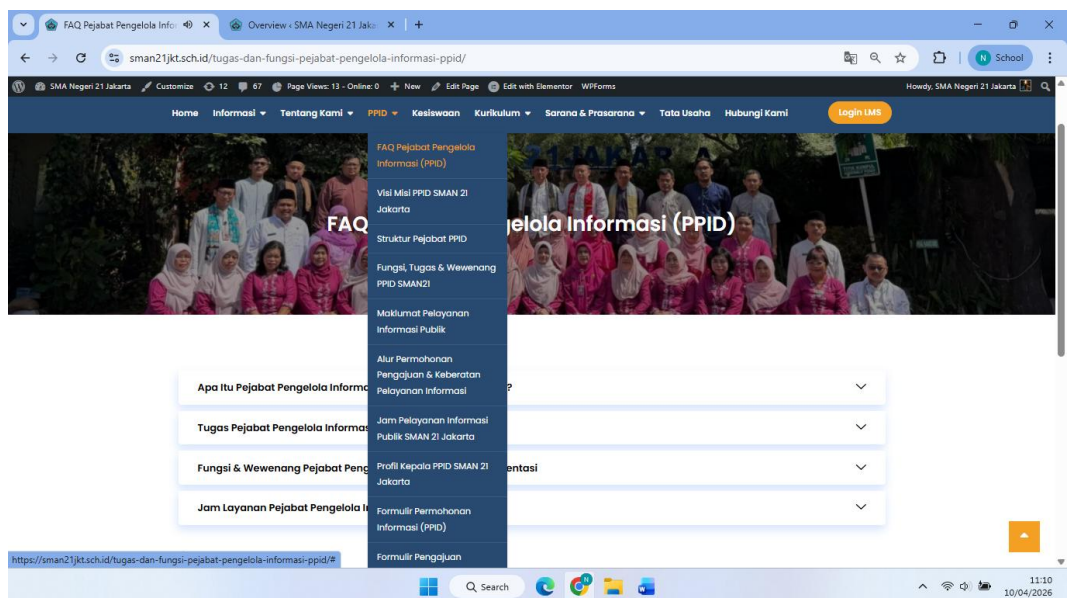 FAQ Pejabat Pengelola Infor
Overview ‹ SMA Negeri 21 Jaka
sman21jkt.sch.id/tugas-dan-fungsi-pejabat-pengelola-informasi-ppid/
N School
SMA Negeri 21 Jakarta Customize 12 67 Page Views: 13 - Online: 0 New Edit Page Edit with Elementor WPForms Howdy, SMA Negeri 21 Jakarta
Home Informasi Tentang Kami PPID Kesiswaan Kurikulum Sarana & Prasarana Tata Usaha Hubungi Kami Login LMS
FAQ Pejabat Pengelola
Informasi (PPID)
Visi Misi PPID SMAN 21
Jakarta
Struktur Pejabat PPID
Fungsi, Tugas & Wewenang
PPID SMAN21
Maklumat Pelayanan
Informasi Publik
Alur Permohonan
Pengajuan & Keberatan
Pelayanan Informasi
Jam Pelayanan Informasi
Publik SMAN 21 Jakarta
Profil Kepala PPID SMAN 21
Jakarta
Formulir Permohonan
Informasi (PPID)
Formulir Pengajuan
FAQ gelola Informasi (PPID)
Apa Itu Pejabat Pengelola Informa ?
Tugas Pejabat Pengelola Informas
Fungsi & Wewenang Pejabat Peng entasi
Jam Layanan Pejabat Pengelola I
https://sman21jkt.sch.id/tugas-dan-fungsi-pejabat-pengelola-informasi-ppid/#
Search
11:10
10/04/2026